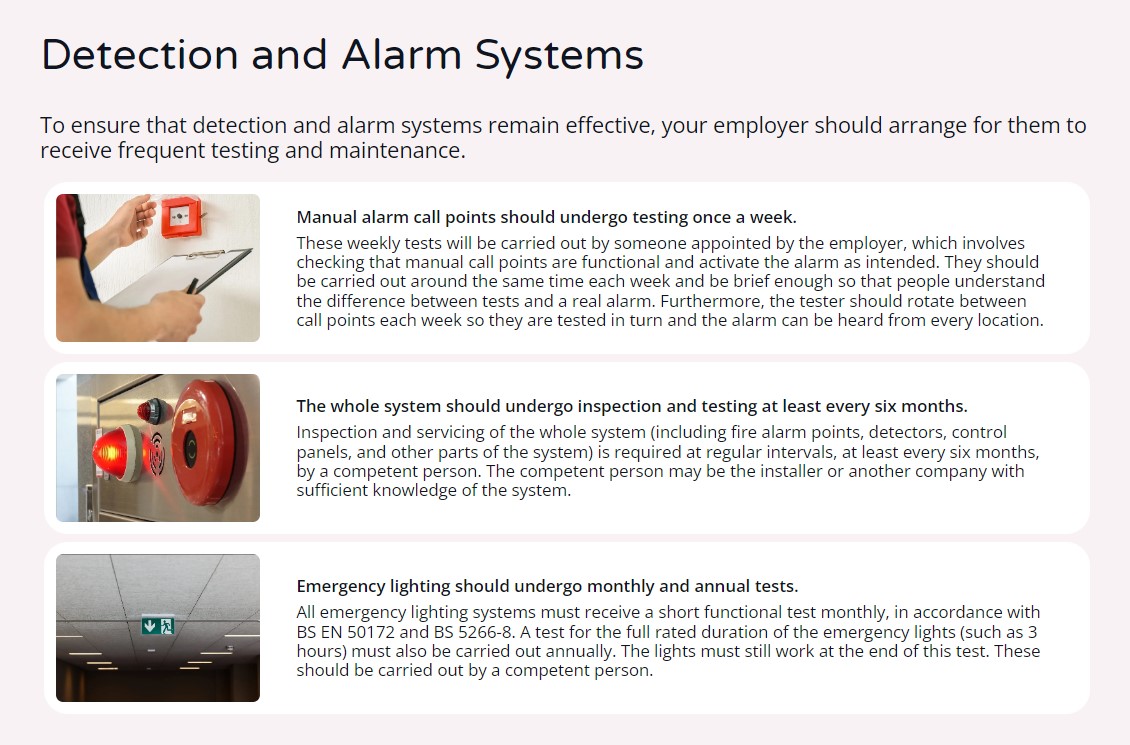 Detection and Alarm Systems
To ensure that detection and alarm systems remain effective, your employer should arrange for them to
receive frequent testing and maintenance.
Manual alarm call points should undergo testing once a week.
These weekly tests will be carried out by someone appointed by the employer, which involves
checking that manual call points are functional and activate the alarm as intended. They should
be carried out around the same time each week and be brief enough so that people understand
the difference between tests and a real alarm. Furthermore, the tester should rotate between
call points each week so they are tested in turn and the alarm can be heard from every location.
The whole system should undergo inspection and testing at least every six months.
Inspection and servicing of the whole system (including fire alarm points, detectors, control
panels, and other parts of the system) is required at regular intervals, at least every six months,
by a competent person. The competent person may be the installer or another company with
sufficient knowledge of the system.
Emergency lighting should undergo monthly and annual tests.
All emergency lighting systems must receive a short functional test monthly, in accordance with
BS EN 50172 and BS 5266-8. A test for the full rated duration of the emergency lights (such as 3
hours) must also be carried out annually. The lights must still work at the end of this test. These
should be carried out by a competent person.